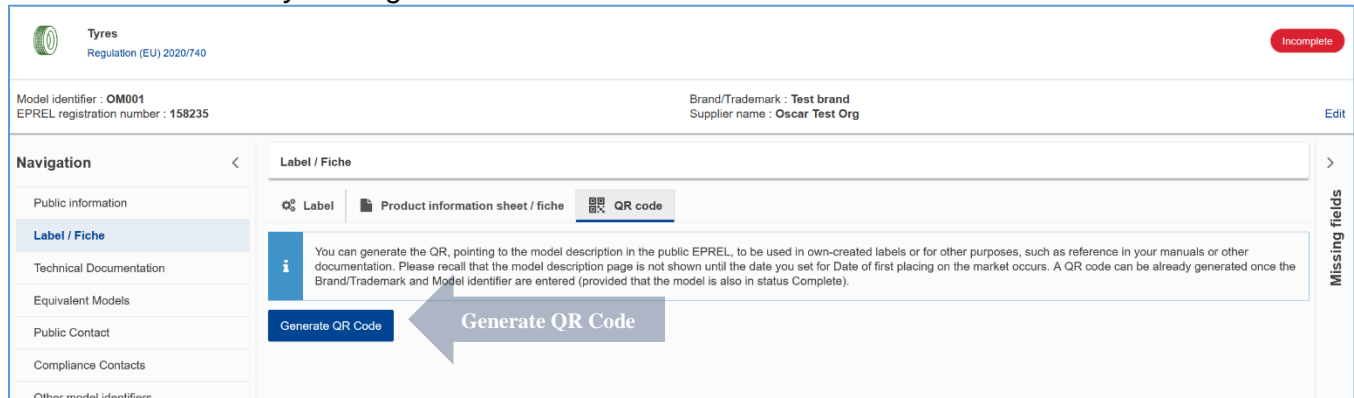 Tyres
Regulation (EU) 2020/740
Incomplete
Model identifier : OM001
EPREL registration number : 158235
Brand/Trademark : Test brand
Supplier name : Oscar Test Org
Edit
Navigation
Public information
Label / Fiche
Technical Documentation
Equivalent Models
Public Contact
Compliance Contacts
Other model identifiers
Label / Fiche
Label
Product information sheet / fiche
QR code
You can generate the QR, pointing to the model description in the public EPREL, to be used in own-created labels or for other purposes, such as reference in your manuals or other
documentation. Please recall that the model description page is not shown until the date you set for Date of first placing on the market occurs. A QR code can be already generated once the
Brand/Trademark and Model identifier are entered (provided that the model is also in status Complete).
Generate QR Code
Generate QR Code
Missing fields